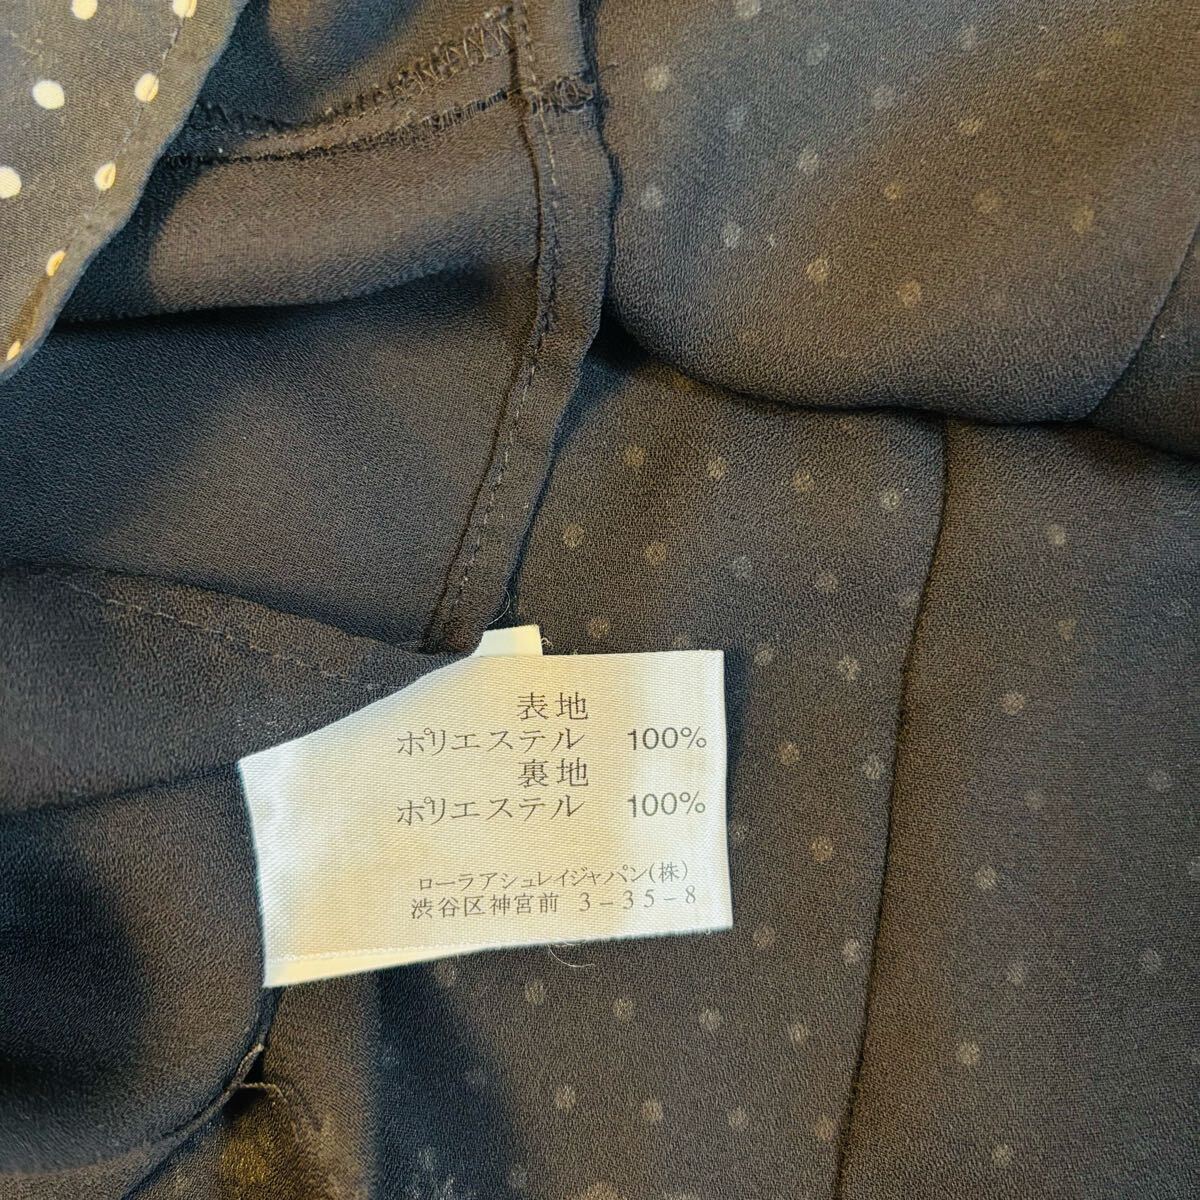 表地
ポリエステル 100%
裏地
ポリエステル 100%
ローラアシュレイジャパン(株)
渋谷区神宮前 3-35-8